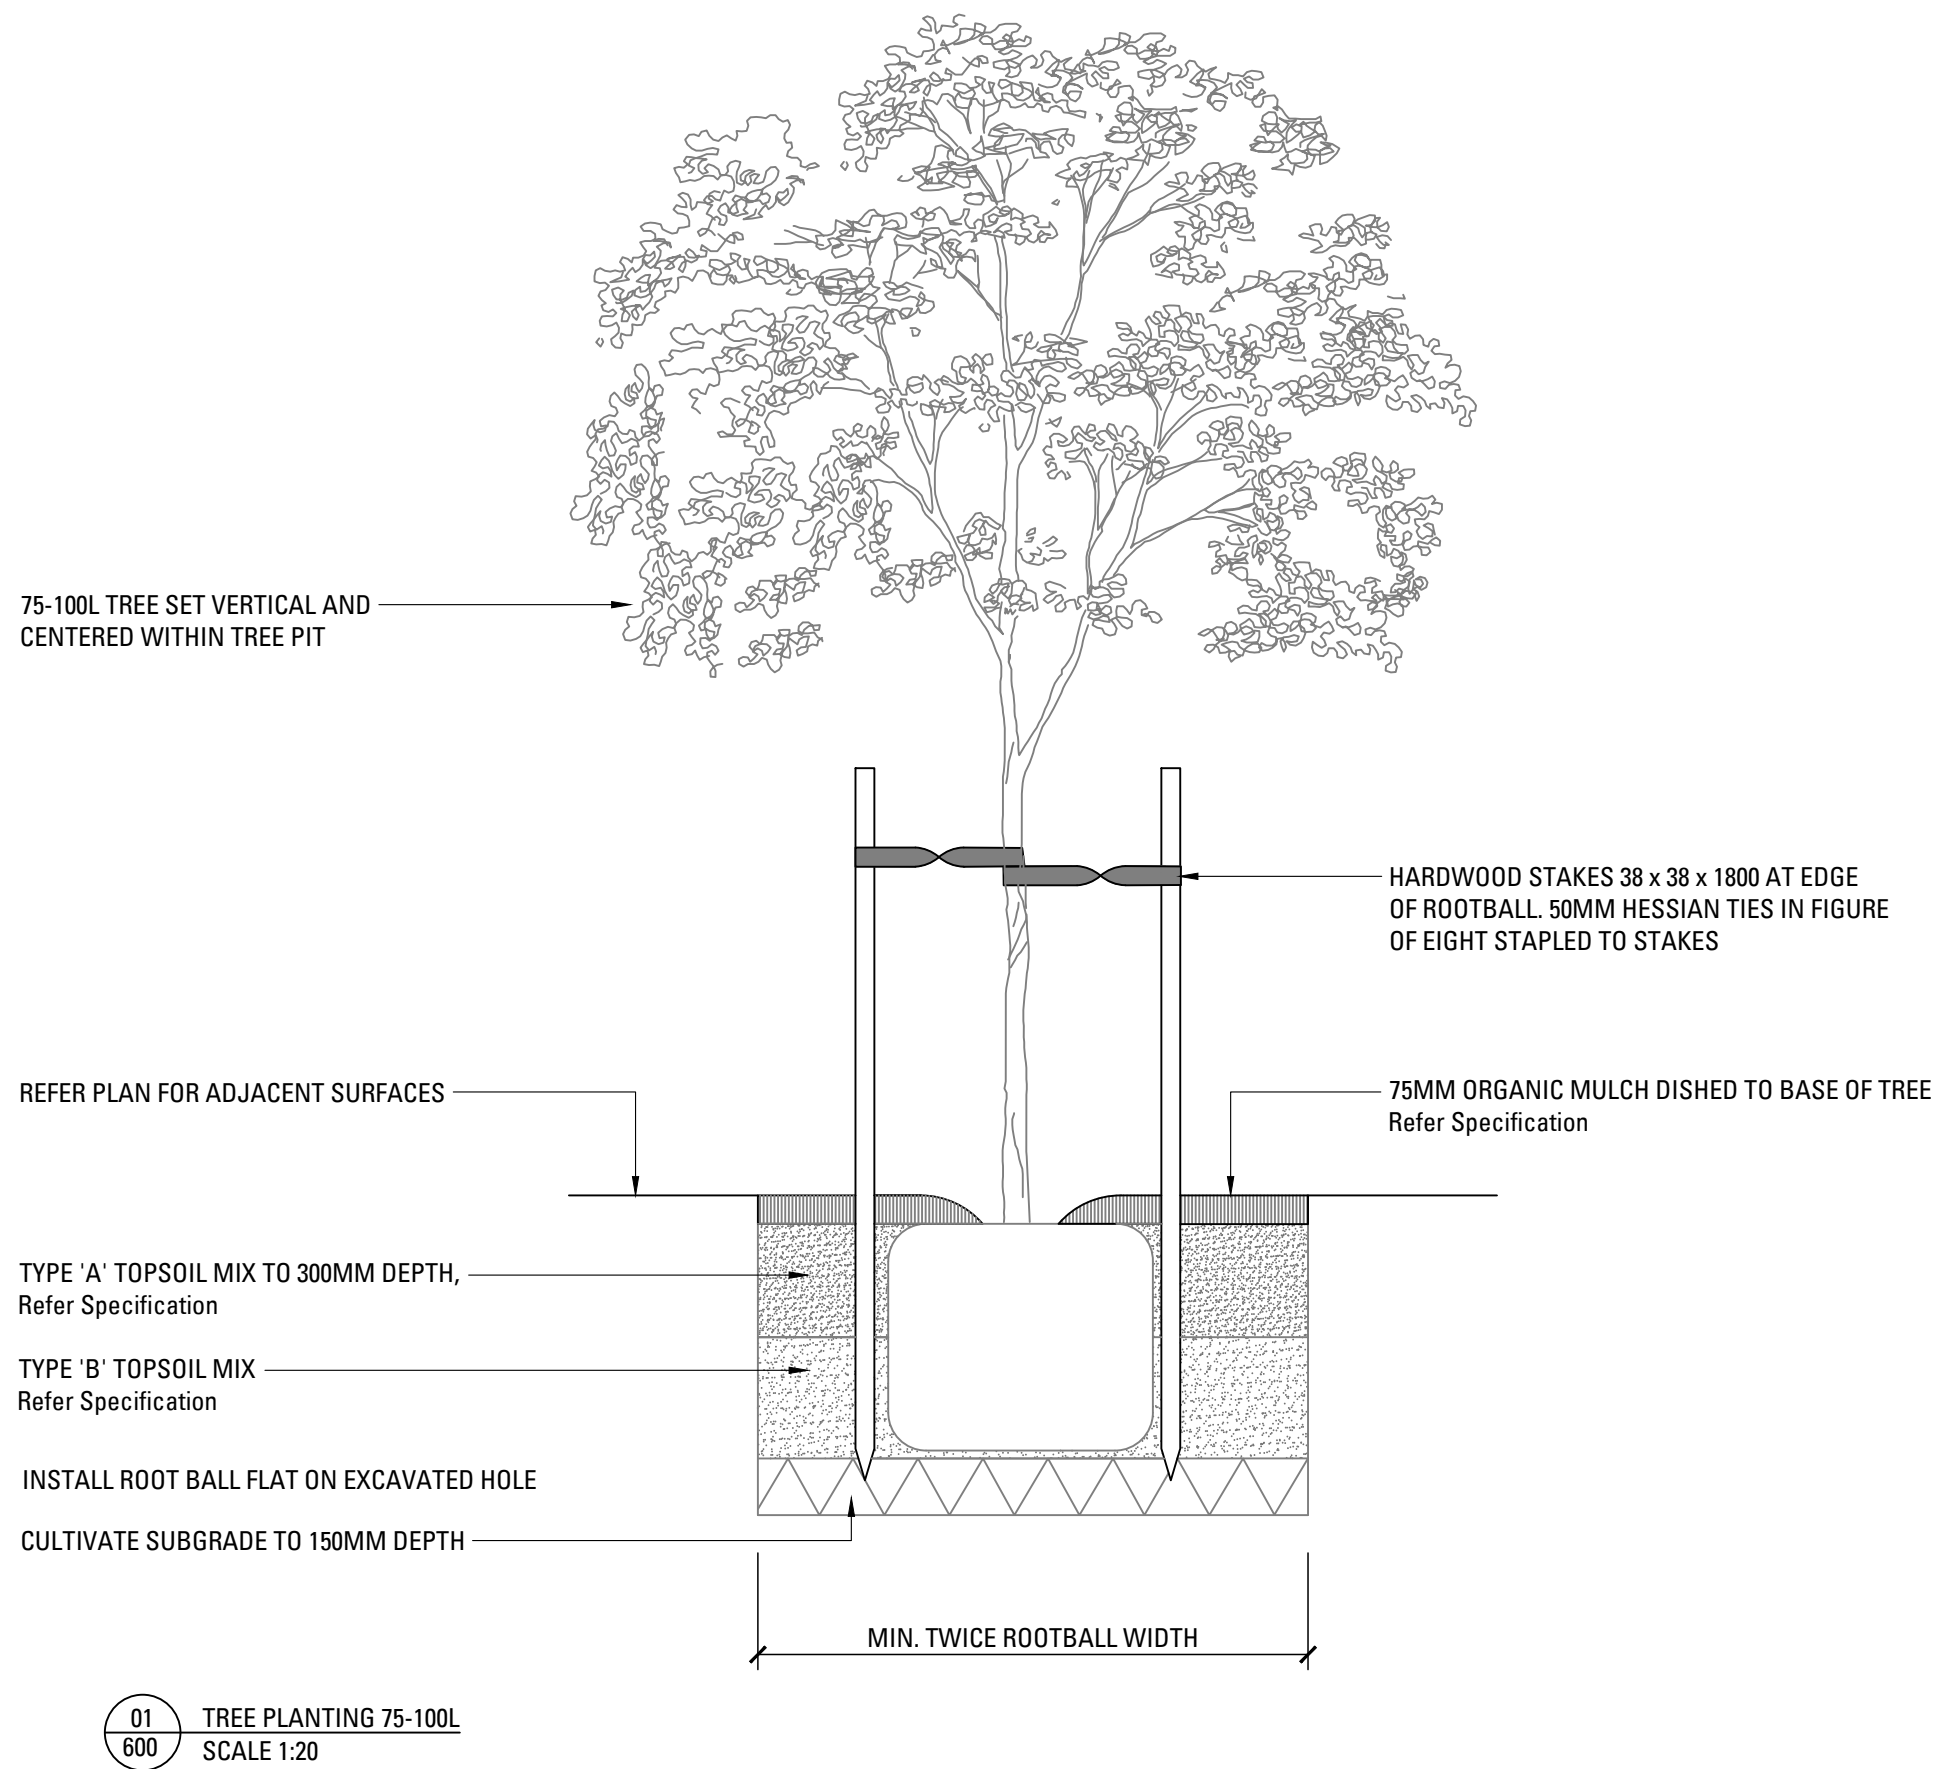 75-100L TREE SET VERTICAL AND
CENTERED WITHIN TREE PIT
HARDWOOD STAKES 38 x 38 x 1800 AT EDGE
OF ROOTBALL. 50MM HESSIAN TIES IN FIGURE
OF EIGHT STAPLED TO STAKES
REFER PLAN FOR ADJACENT SURFACES
75MM ORGANIC MULCH DISHED TO BASE OF TREE
Refer Specification
TYPE 'A' TOPSOIL MIX TO 300MM DEPTH,
Refer Specification
TYPE 'B' TOPSOIL MIX
Refer Specification
INSTALL ROOT BALL FLAT ON EXCAVATED HOLE
CULTIVATE SUBGRADE TO 150MM DEPTH
MIN. TWICE ROOTBALL WIDTH
01
600
TREE PLANTING 75-100L
SCALE 1:20